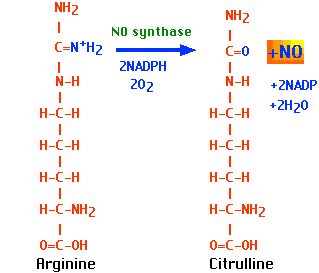 NH2
C=N+H2
N-H
H-C-H
H-C-H
H-C-H
H-C-NH2
O=C-OH
Arginine
NO synthase
2NADPH
2O2
NH2
C=O
N-H
H-C-H
H-C-H
H-C-H
H-C-NH2
O=C-OH
Citrulline
+NO
+2NADP
+2H2O